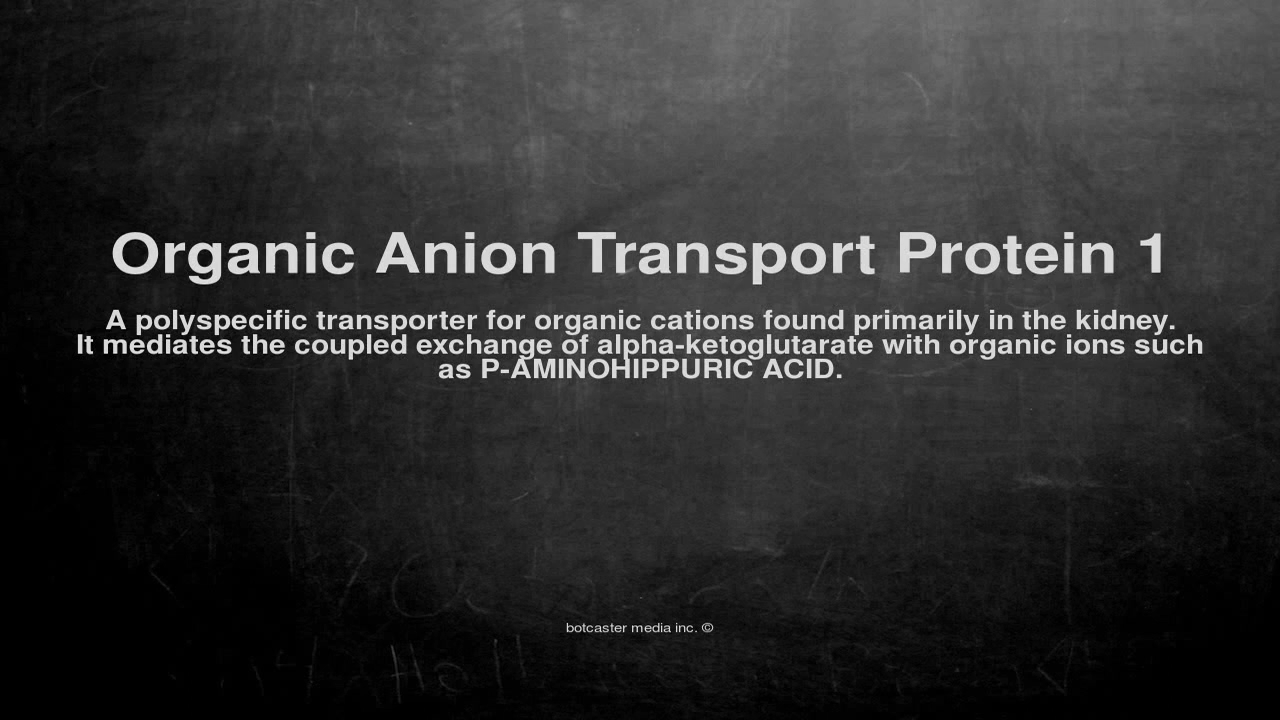 Organic Anion Transport Protein 1
A polyspecific transporter for organic cations found primarily in the kidney.
It mediates the coupled exchange of alpha-ketoglutarate with organic ions such
as P-AMINOHIPPURIC ACID.
botcaster media inc. ©